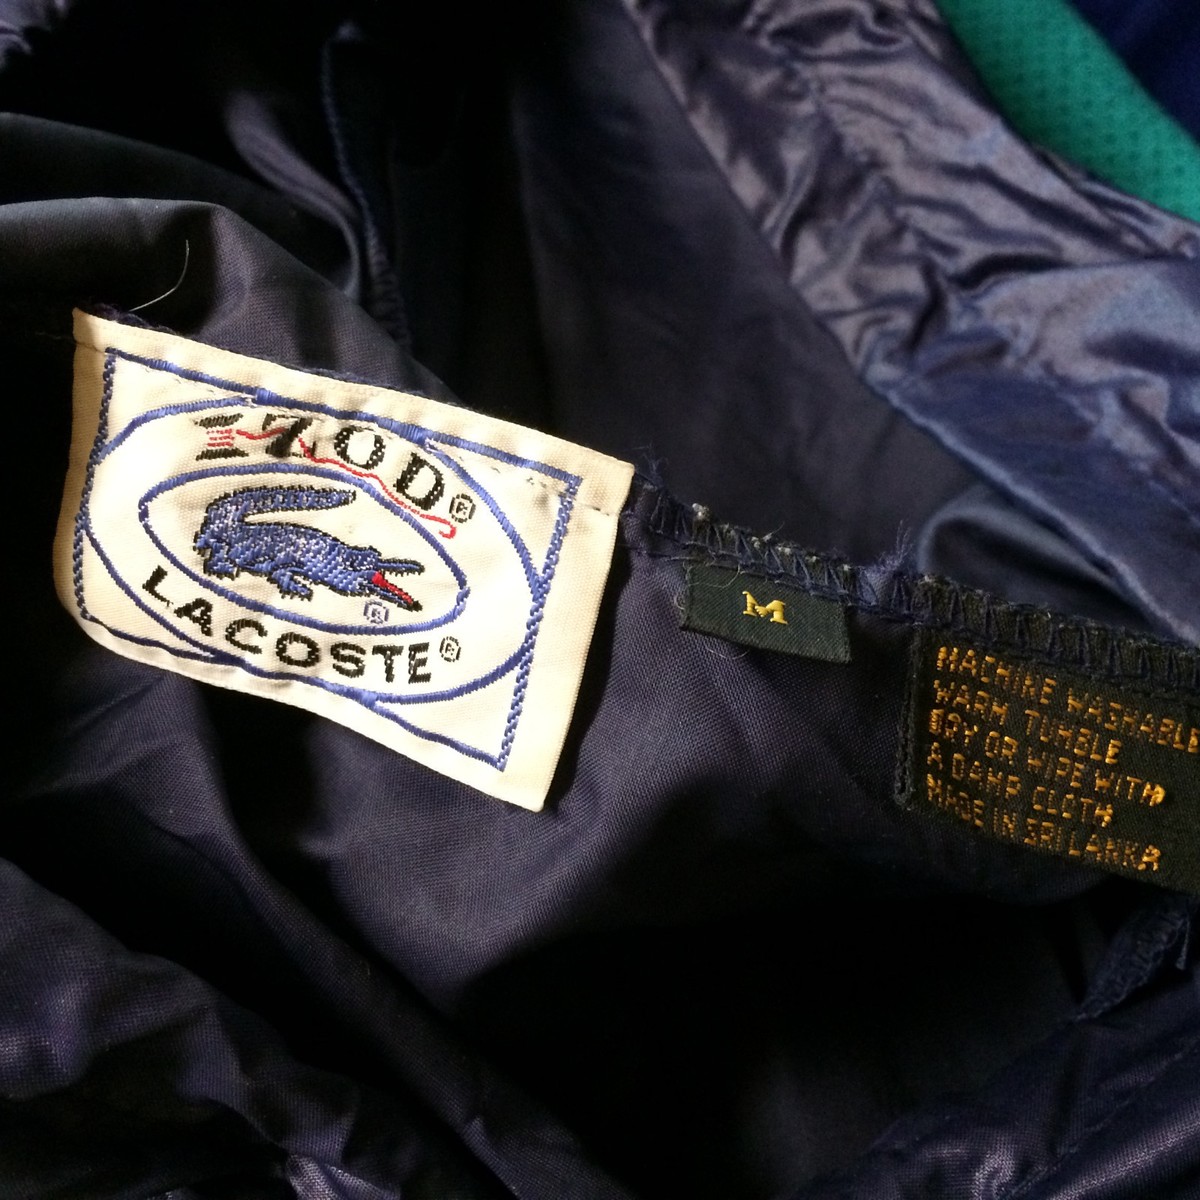 IZOD®
®
LACOSTE®
M
MACHINE WASHABLE
WARM TUMBLE
DRY OR WIPE WITH
A DAMP CLOTH
MADE IN SRI LANKA